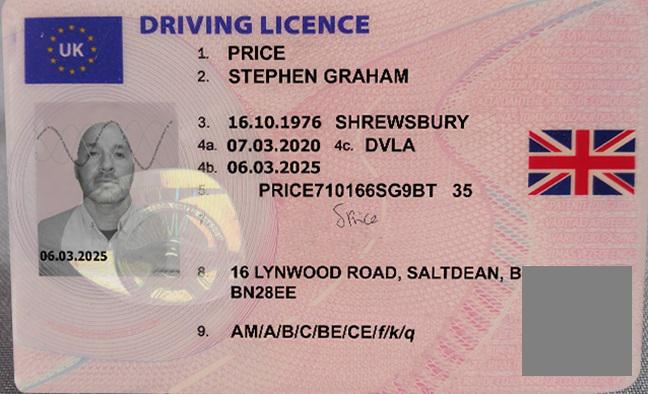 UK
DRIVING LICENCE
1. PRICE
2. STEPHEN GRAHAM
3. 16.10.1976 SHREWSBURY
4a. 07.03.2020 4c. DVLA
4b. 06.03.2025
5. PRICE710166SG9BT 35
SPrice
06.03.2025
8 16 LYNWOOD ROAD, SALTDEAN, B
BN28EE
9. AM/A/B/C/BE/CE/f/k/q